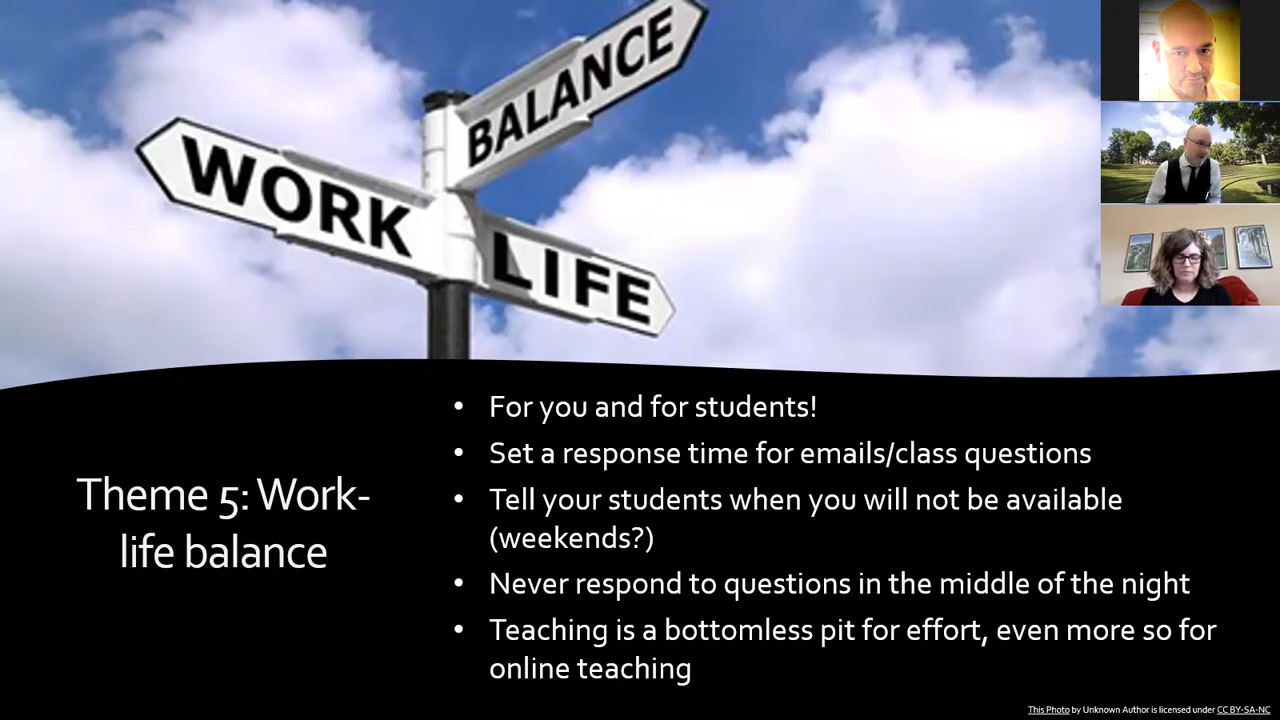 BALANCE
WORK
LIFE
Theme 5: Work-
life balance
• For you and for students!
• Set a response time for emails/class questions
• Tell your students when you will not be available
(weekends?)
• Never respond to questions in the middle of the night
• Teaching is a bottomless pit for effort, even more so for
online teaching
This Photo by Unknown Author is licensed under CC BY-SA-NC